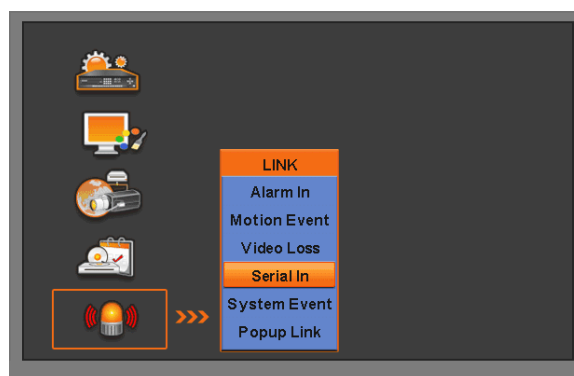 LINK
Alarm In
Motion Event
Video Loss
Serial In
System Event
Popup Link